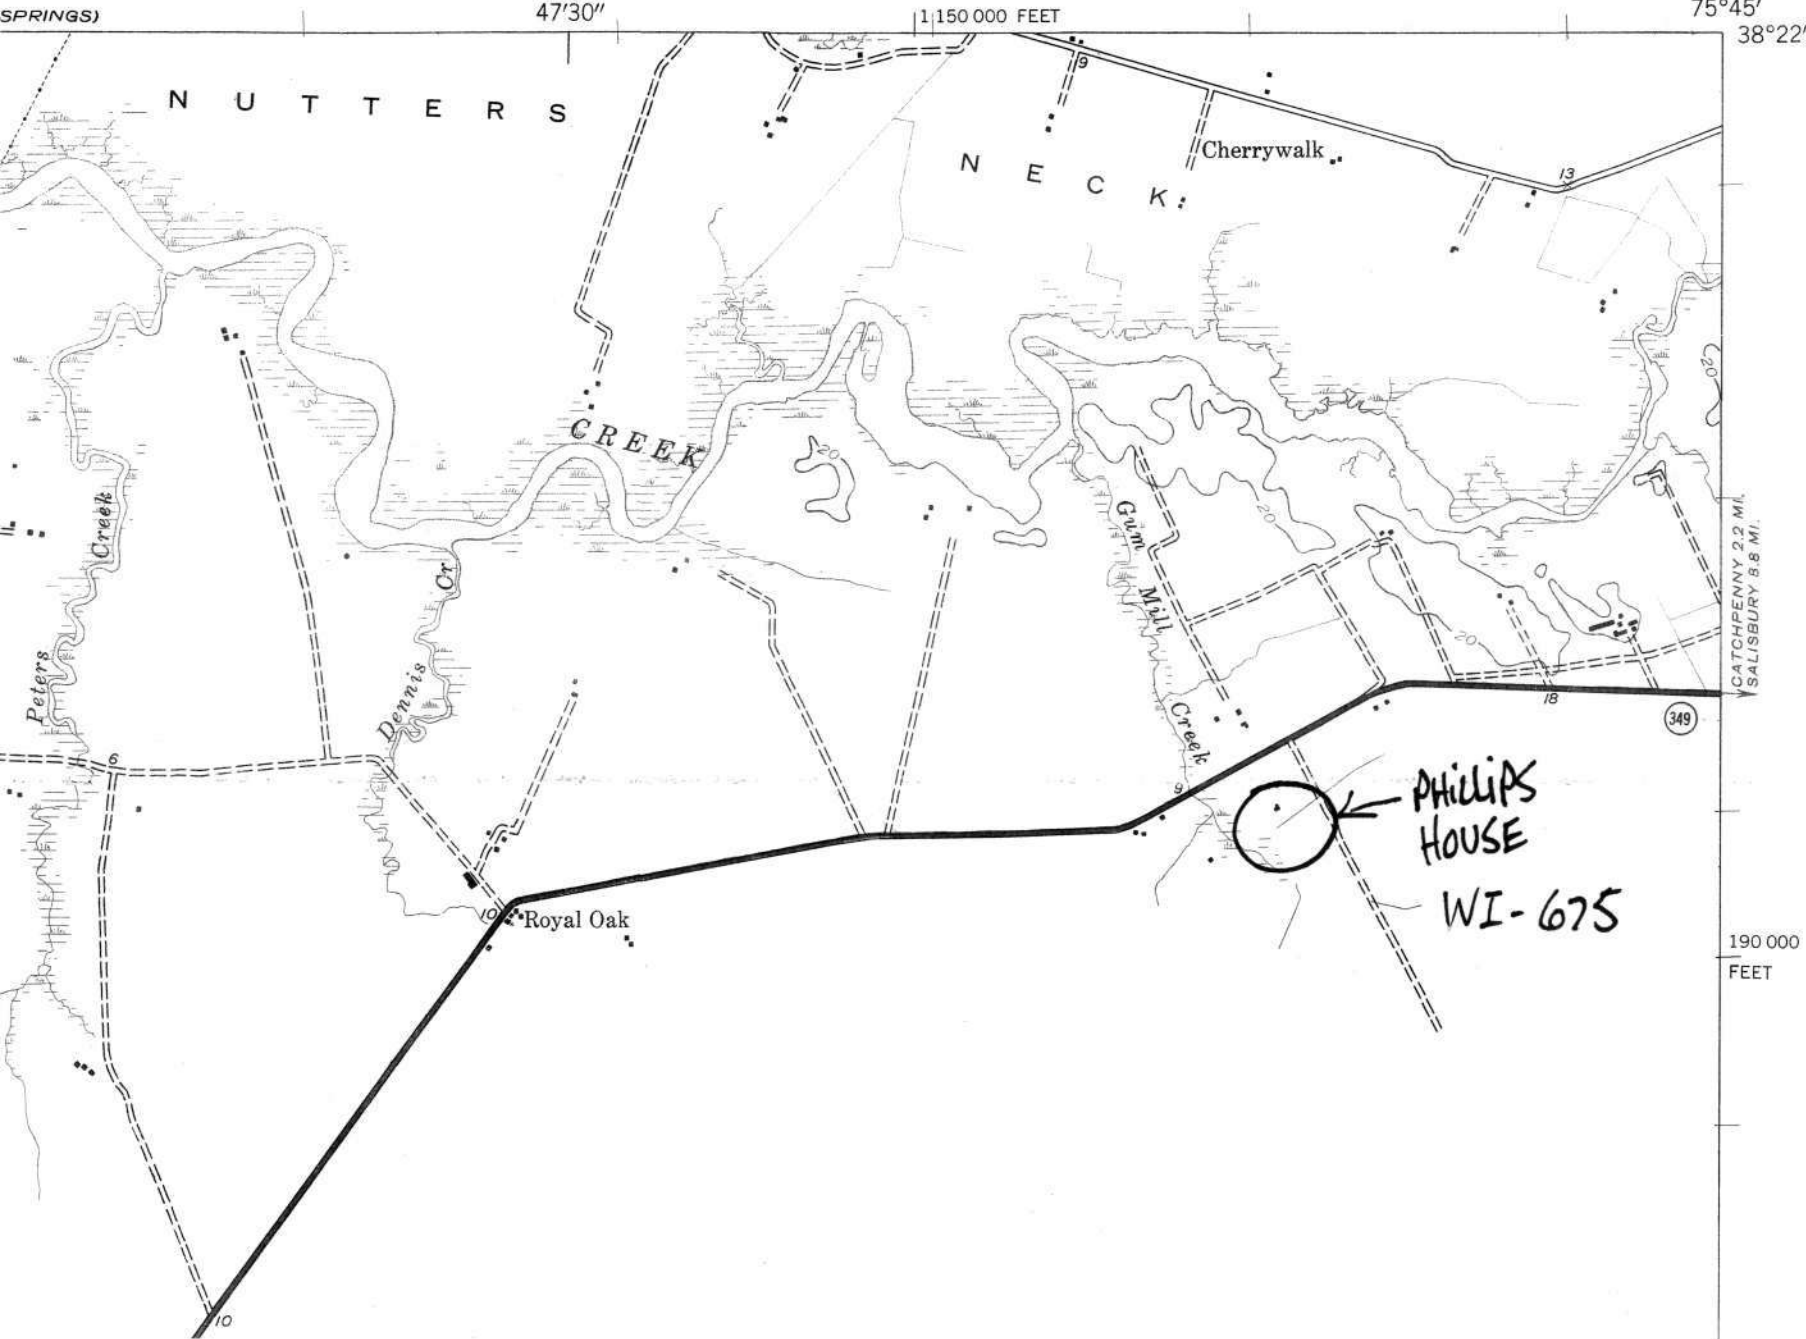 SPRINGS)
47'30"
1 150 000 FEET
75°45'
38°22'
NUTTERS
NECK
9
Cherrywalk
13
20
CREEK
20
20
Peters Creek
Dennis Cr
Gum Mill Creek
20
CATCHPENNY 2.2 MI.
SALISBURY 8.8 MI.
18
349
6
9
PHILLIPS
HOUSE
WI-675
10
Royal Oak
190 000
FEET
10